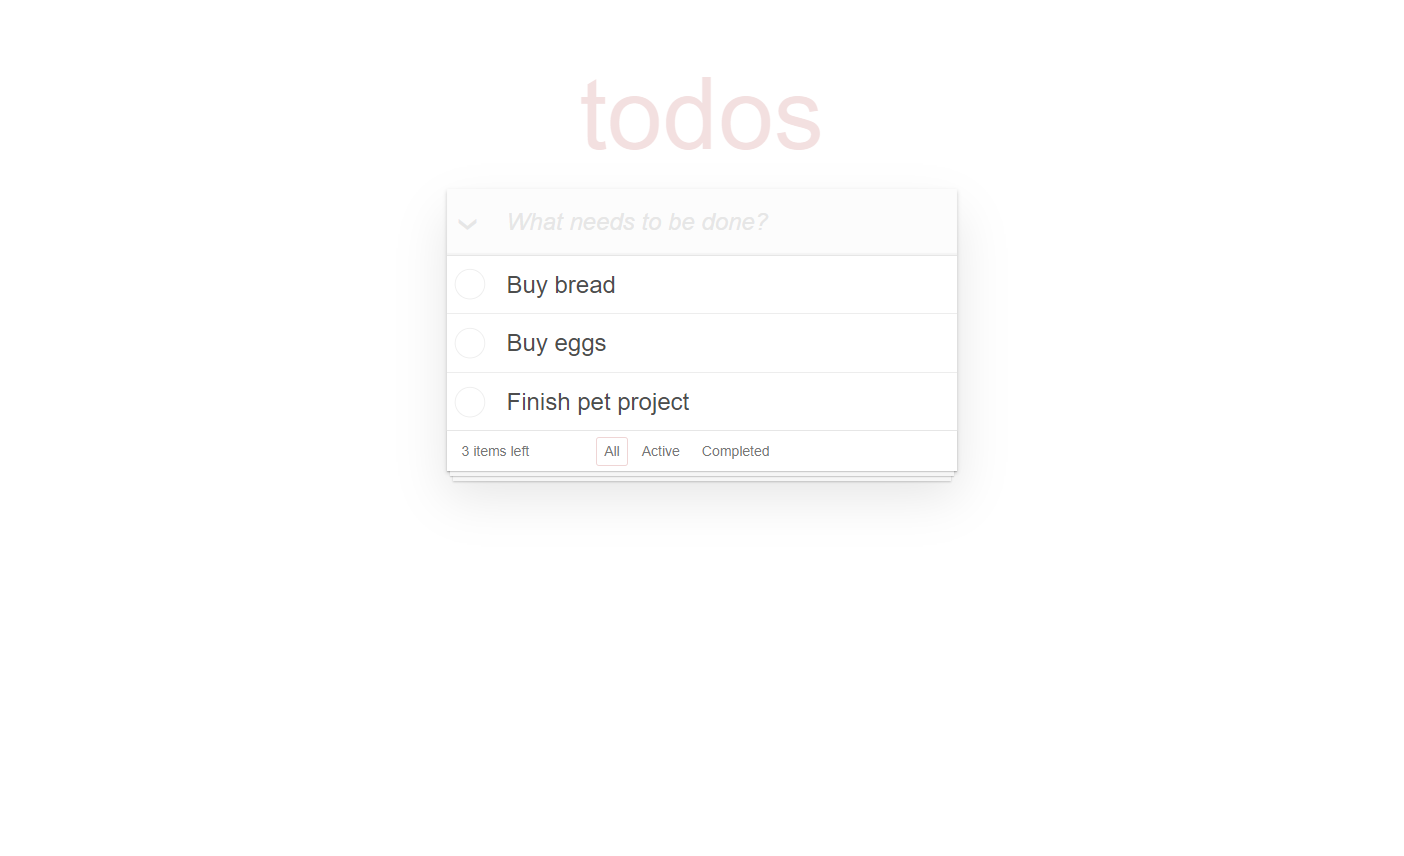 todos
What needs to be done?
Buy bread
Buy eggs
Finish pet project
3 items left All Active Completed